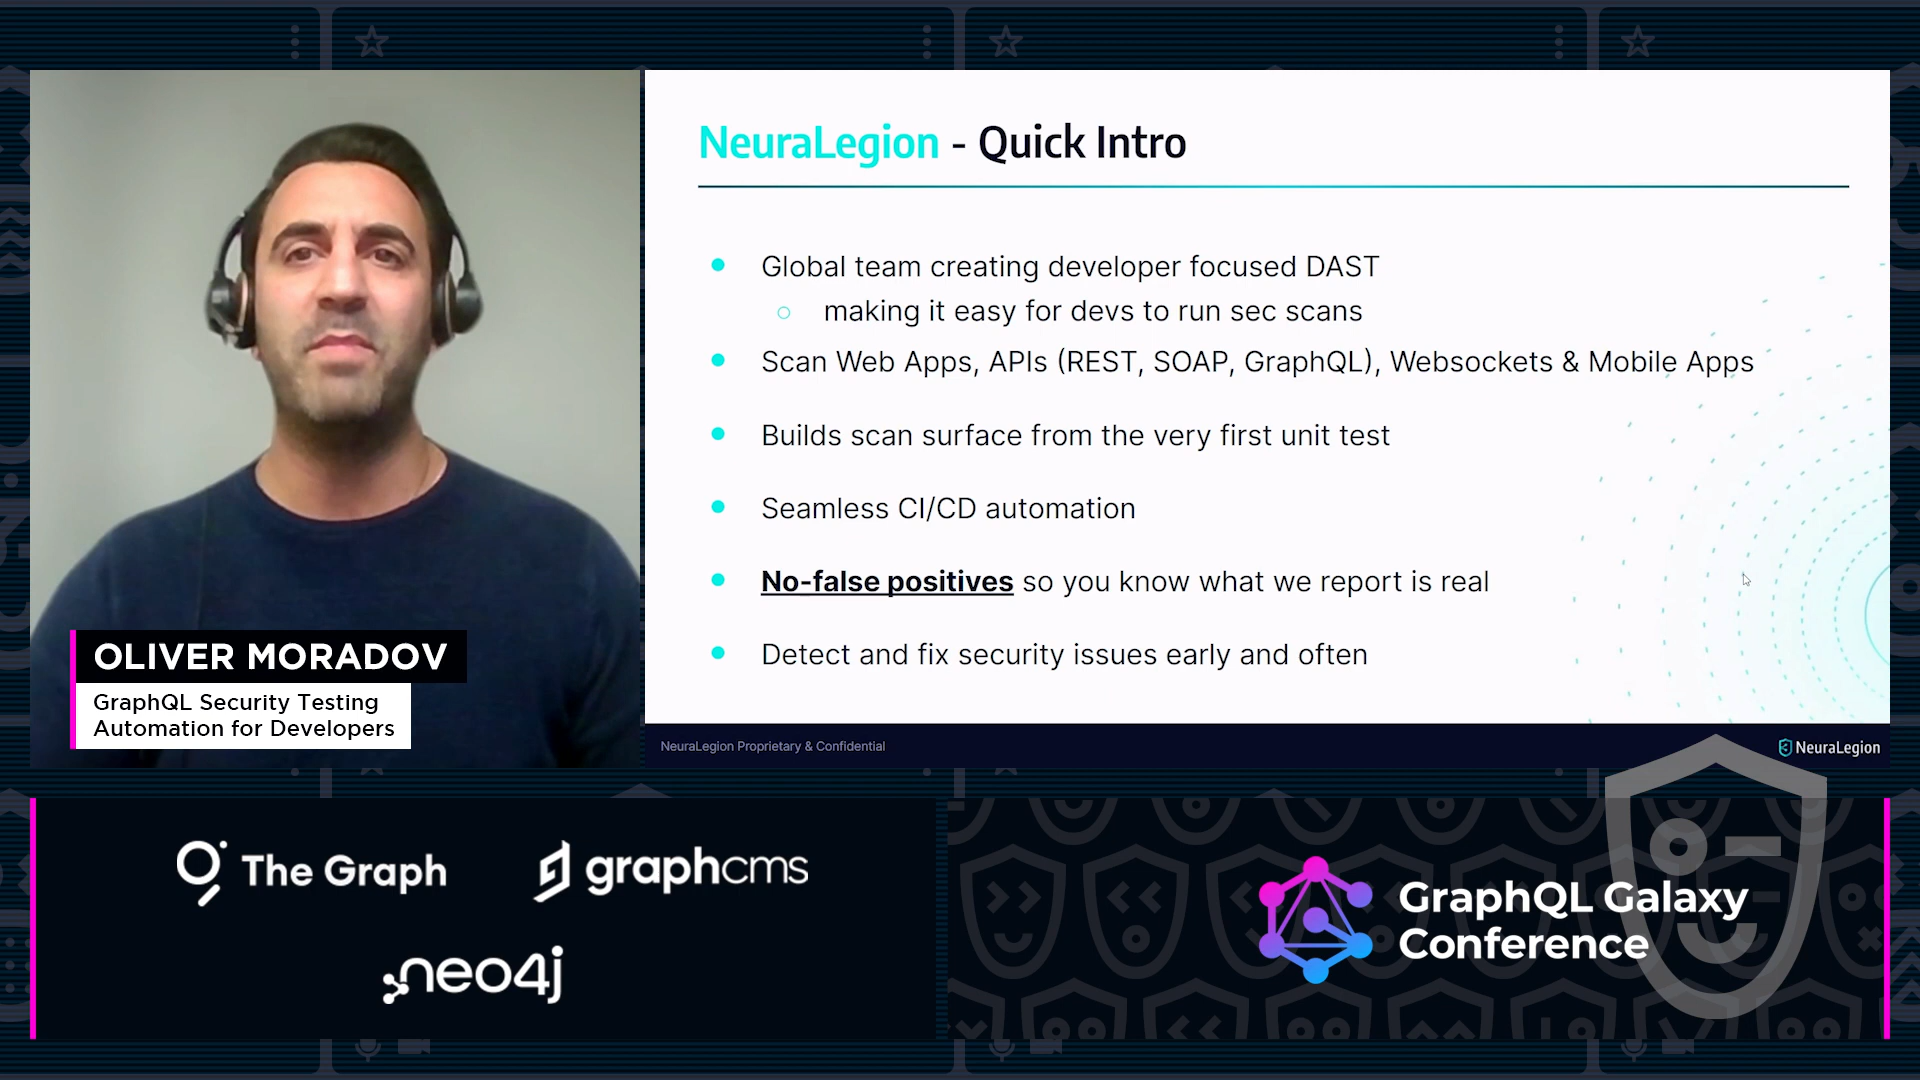 NeuraLegion - Quick Intro
Global team creating developer focused DAST
making it easy for devs to run sec scans
Scan Web Apps, APIs (REST, SOAP, GraphQL), Websockets & Mobile Apps
Builds scan surface from the very first unit test
Seamless CI/CD automation
No-false positives so you know what we report is real
Detect and fix security issues early and often
NeuraLegion Proprietary & Confidential
NeuraLegion
OLIVER MORADOV
GraphQL Security Testing
Automation for Developers
The Graph
graphcms
neo4j
GraphQL Galaxy
Conference